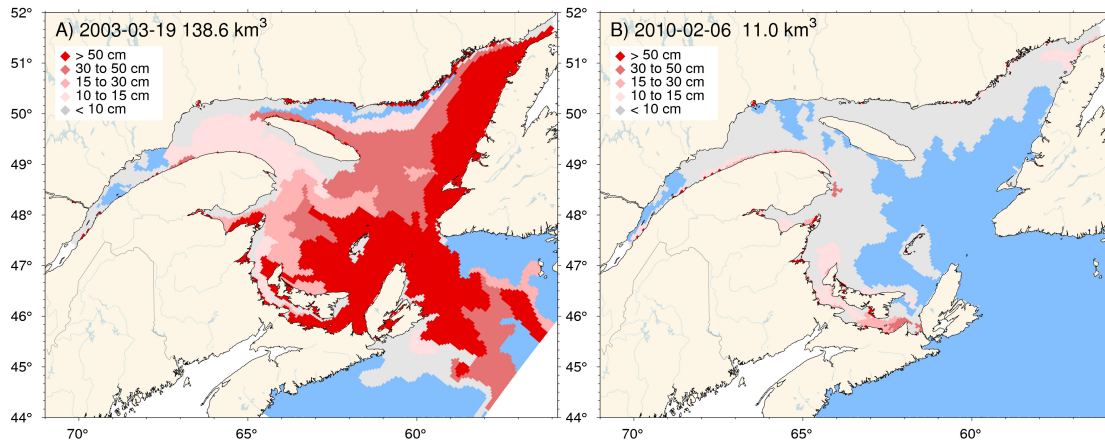 A) 2003-03-19 138.6 km³
> 50 cm
30 to 50 cm
15 to 30 cm
10 to 15 cm
< 10 cm
52°
51°
50°
49°
48°
47°
46°
45°
44°
70°
65°
60°
B) 2010-02-06 11.0 km³
> 50 cm
30 to 50 cm
15 to 30 cm
10 to 15 cm
< 10 cm
52°
51°
50°
49°
48°
47°
46°
45°
44°
70°
65°
60°